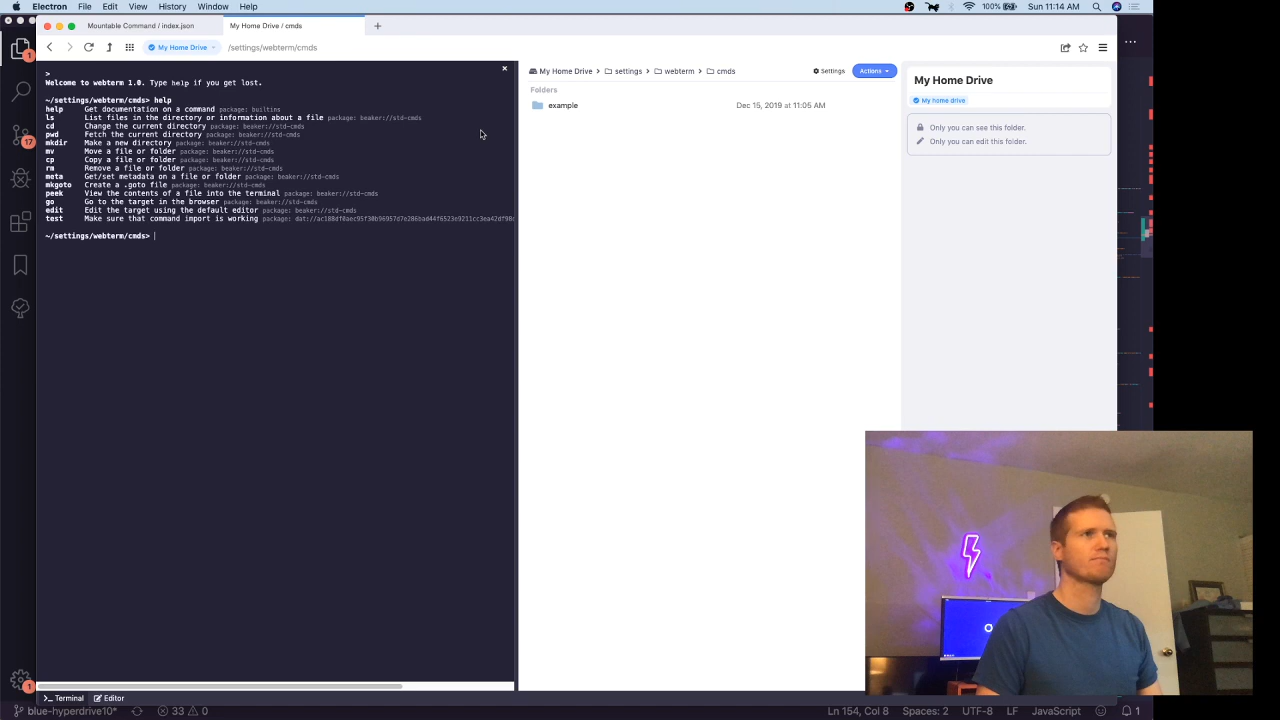 Electron File Edit View History Window Help
100% Sun 11:14 AM
Mountable Command / index.json
My Home Drive / cmds
My Home Drive
/settings/webterm/cmds
>
Welcome to webterm 1.0. Type help if you get lost.
~/settings/webterm/cmds> help
help Get documentation on a command package: builtins
ls List files in the directory or information about a file package: beaker://std-cmds
cd Change the current directory package: beaker://std-cmds
pwd Fetch the current directory package: beaker://std-cmds
mkdir Make a new directory package: beaker://std-cmds
mv Move a file or folder package: beaker://std-cmds
cp Copy a file or folder package: beaker://std-cmds
rm Remove a file or folder package: beaker://std-cmds
meta Get/set metadata on a file or folder package: beaker://std-cmds
mkgoto Create a .goto file package: beaker://std-cmds
peek View the contents of a file into the terminal package: beaker://std-cmds
go Go to the target in the browser package: beaker://std-cmds
edit Edit the target using the default editor package: beaker://std-cmds
test Make sure that command import is working package:
~/settings/webterm/cmds>
My Home Drive > settings > webterm > cmds
Settings
Actions
Folders
example Dec 15, 2019 at 11:05 AM
My Home Drive
My home drive
Only you can see this folder.
Only you can edit this folder.
1
17
1
Terminal Editor
blue-hyperdrive10* 33 0
Ln 154, Col 8 Spaces: 2 UTF-8 LF JavaScript 1